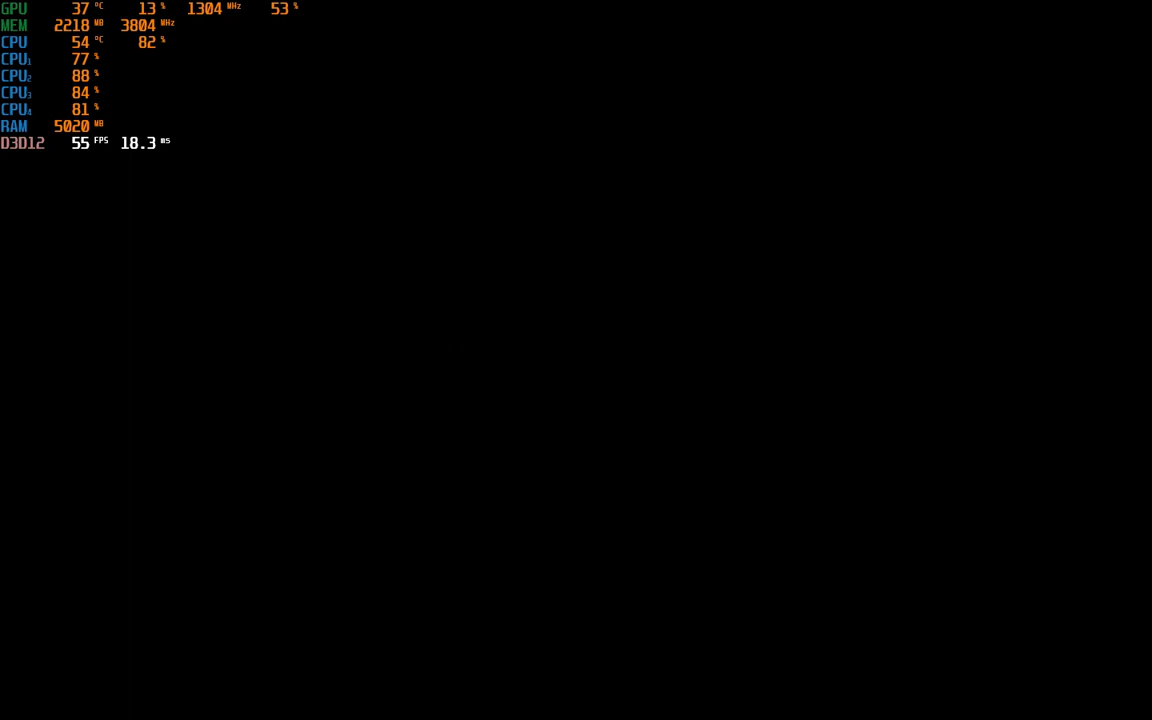 GPU 37 °C 13 % 1304 MHz 53 %
MEM 2218 MB 3804 MHz
CPU 54 °C 82 %
CPU1 77 %
CPU2 88 %
CPU3 84 %
CPU4 81 %
RAM 5020 MB
D3D12 55 FPS 18.3 ms